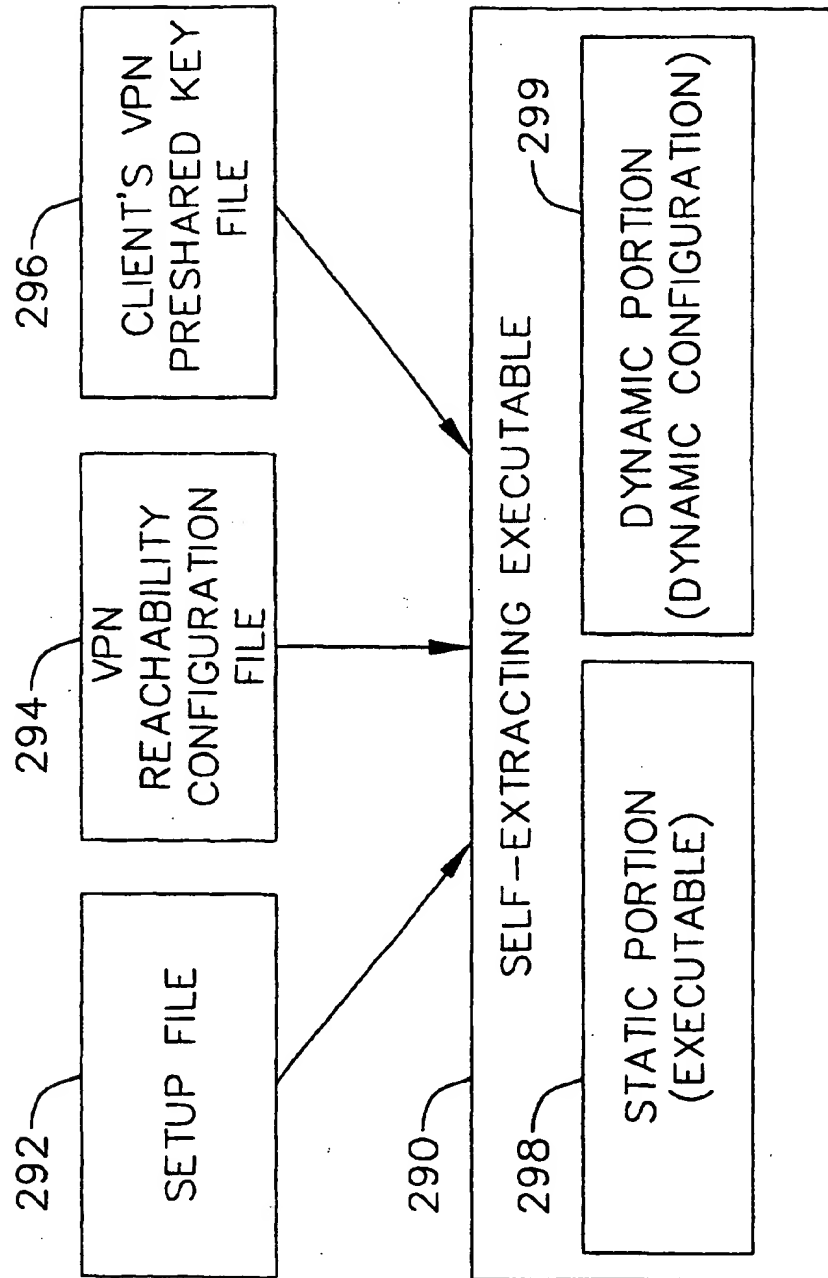 292
SETUP FILE
294
VPN
REACHABILITY
CONFIGURATION
FILE
296
CLIENT'S VPN
PRESHARED KEY
FILE
290
SELF-EXTRACTING EXECUTABLE
298
STATIC PORTION
(EXECUTABLE)
299
DYNAMIC PORTION
(DYNAMIC CONFIGURATION)